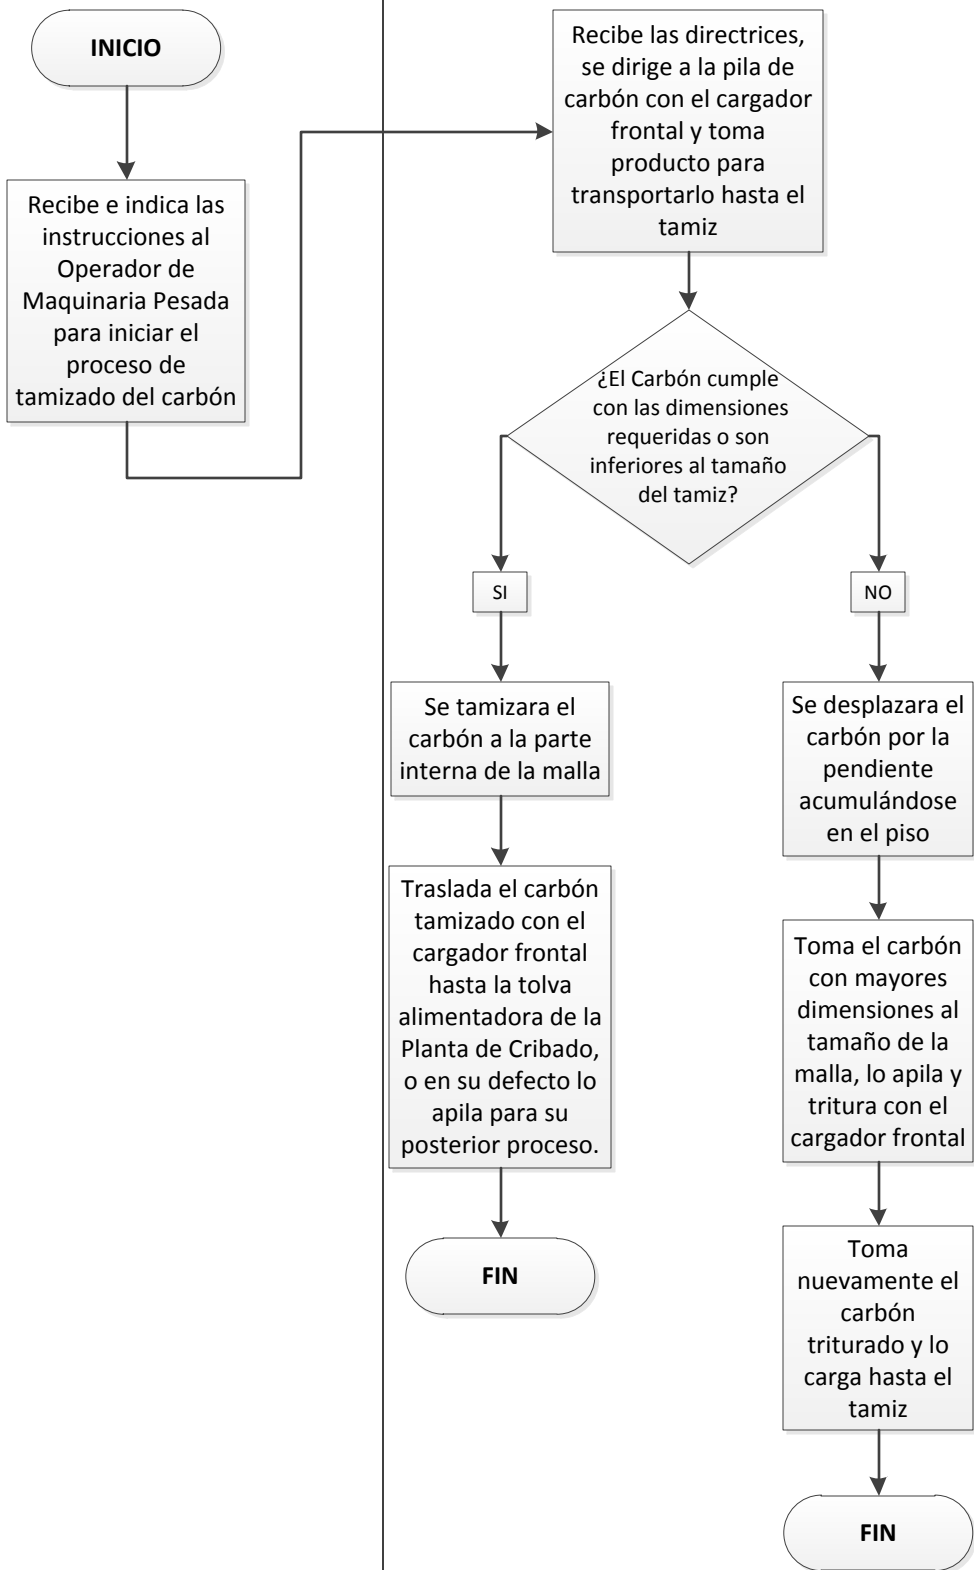 INICIO
Recibe e indica las
instrucciones al
Operador de
Maquinaria Pesada
para iniciar el
proceso de
tamizado del carbón
Recibe las directrices,
se dirige a la pila de
carbón con el cargador
frontal y toma
producto para
transportarlo hasta el
tamiz
¿El Carbón cumple
con las dimensiones
requeridas o son
inferiores al tamaño
del tamiz?
SI
Se tamizara el
carbón a la parte
interna de la malla
Traslada el carbón
tamizado con el
cargador frontal
hasta la tolva
alimentadora de la
Planta de Cribado,
o en su defecto lo
apila para su
posterior proceso.
FIN
NO
Se desplazara el
carbón por la
pendiente
acumulándose
en el piso
Toma el carbón
con mayores
dimensiones al
tamaño de la
malla, lo apila y
tritura con el
cargador frontal
Toma
nuevamente el
carbón
triturado y lo
carga hasta el
tamiz
FIN